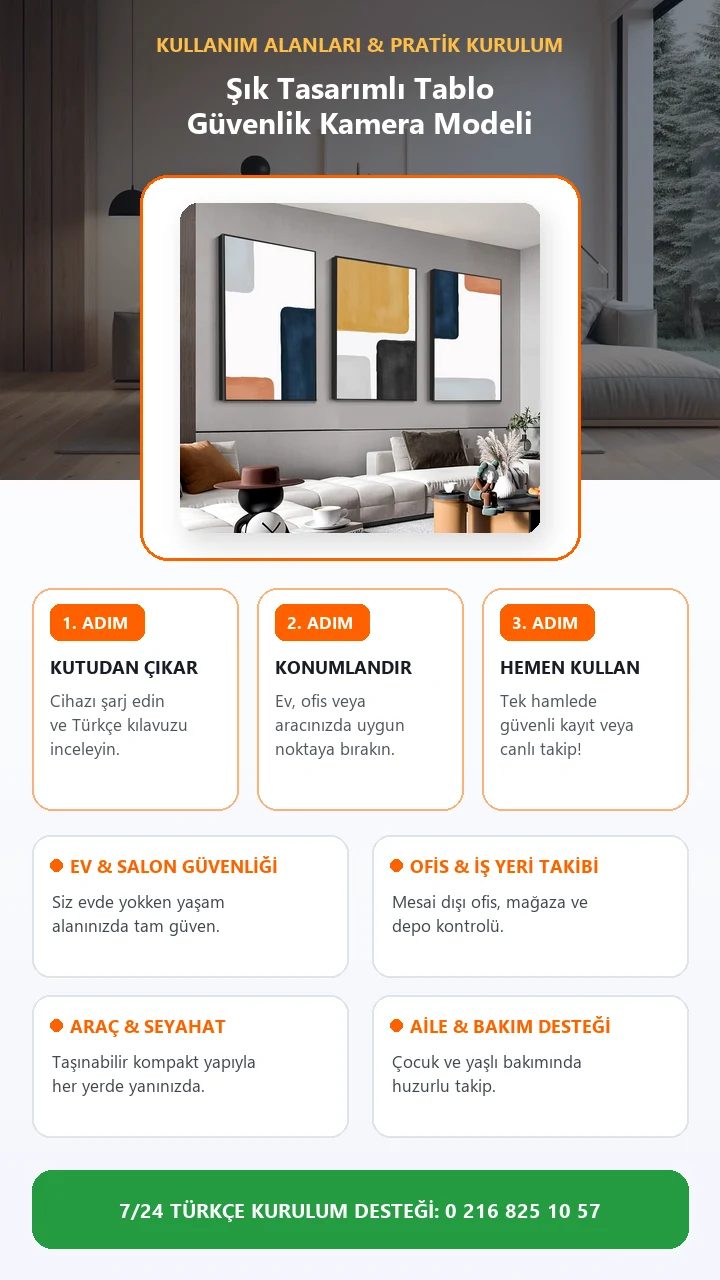 KULLANIM ALANLARI & PRATİK KURULUM
Şık Tasarımlı Tablo
Güvenlik Kamera Modeli
1. ADIM
KUTUDAN ÇIKAR
Cihazı şarj edin
ve Türkçe kılavuzu
inceleyin.
2. ADIM
KONUMLANDIR
Ev, ofis veya
aracınızda uygun
noktaya bırakın.
3. ADIM
HEMEN KULLAN
Tek hamlede
güvenli kayıt veya
canlı takip!
EV & SALON GÜVENLİĞİ
Siz evde yokken yaşam
alanınızda tam güven.
OFİS & İŞ YERİ TAKİBİ
Mesai dışı ofis, mağaza ve
depo kontrolü.
ARAÇ & SEYAHAT
Taşınabilir kompakt yapıyla
her yerde yanınızda.
AİLE & BAKIM DESTEĞİ
Çocuk ve yaşlı bakımında
huzurlu takip.
7/24 TÜRKÇE KURULUM DESTEĞİ: 0 216 825 10 57